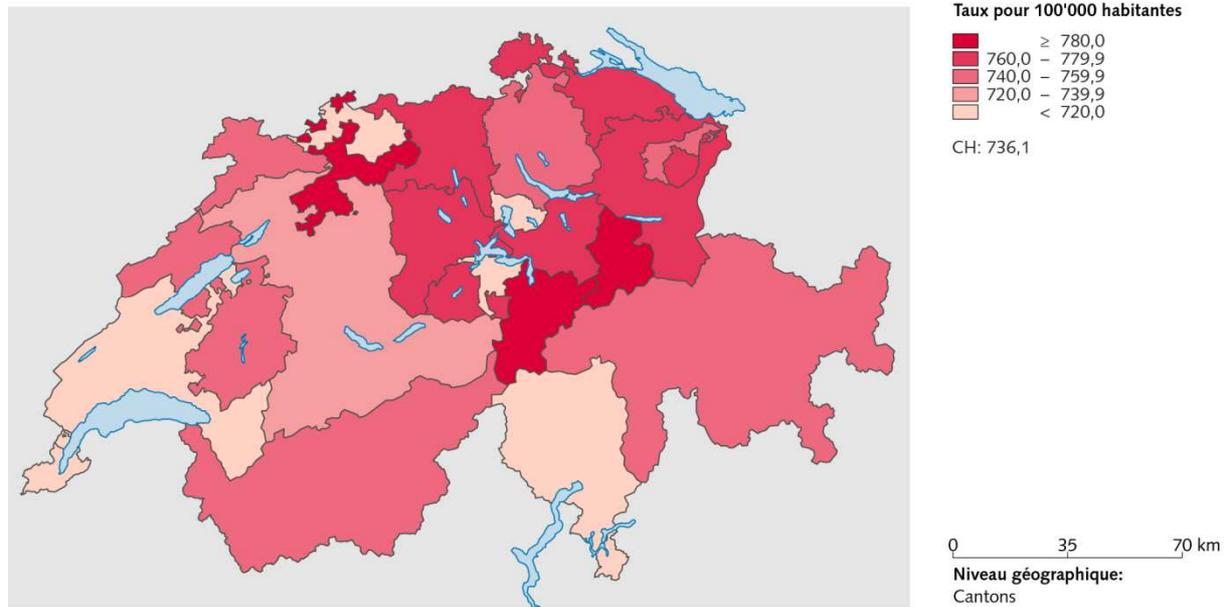 Taux pour 100'000 habitantes
≥ 780,0
760,0 – 779,9
740,0 – 759,9
720,0 – 739,9
< 720,0
CH: 736,1
0 35 70 km
Niveau géographique:
Cantons